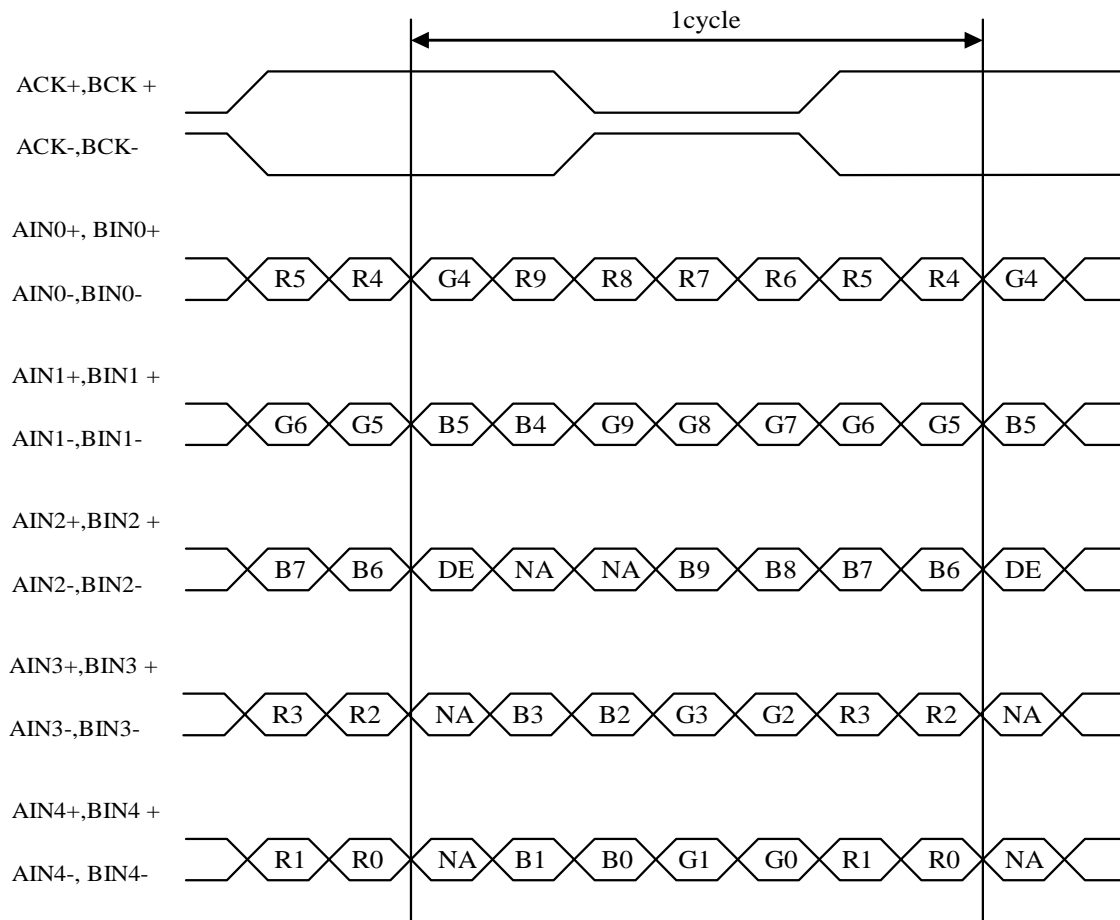 1cycle
ACK+,BCK +
ACK-,BCK-
AIN0+, BIN0+
R5 R4 G4 R9 R8 R7 R6 R5 R4 G4
AIN0-,BIN0-
AIN1+,BIN1 +
G6 G5 B5 B4 G9 G8 G7 G6 G5 B5
AIN1-,BIN1-
AIN2+,BIN2 +
B7 B6 DE NA NA B9 B8 B7 B6 DE
AIN2-,BIN2-
AIN3+,BIN3 +
R3 R2 NA B3 B2 G3 G2 R3 R2 NA
AIN3-,BIN3-
AIN4+,BIN4 +
R1 R0 NA B1 B0 G1 G0 R1 R0 NA
AIN4-, BIN4-